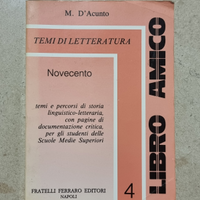 M. D'Acunto
TEMI DI LETTERATURA
Novecento
temi e percorsi di storia
linguistico-letteraria,
con pagine di
documentazione critica,
per gli studenti delle
Scuole Medie Superiori
FRATELLI FERRARO EDITORI
NAPOLI
LIBRO AMICO
4